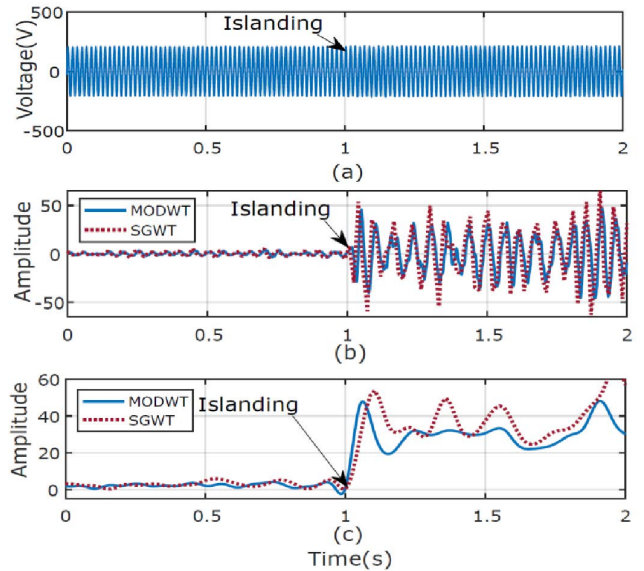 500
Islanding
Voltage(V)
0
-500
0 0.5 1 1.5 2
(a)
50
MODWT
SGWT
Islanding
Amplitude
0
-50
0 0.5 1 1.5 2
(b)
60
MODWT
SGWT
Islanding
Amplitude
40
20
0
0 0.5 1 1.5 2
(c)
Time(s)